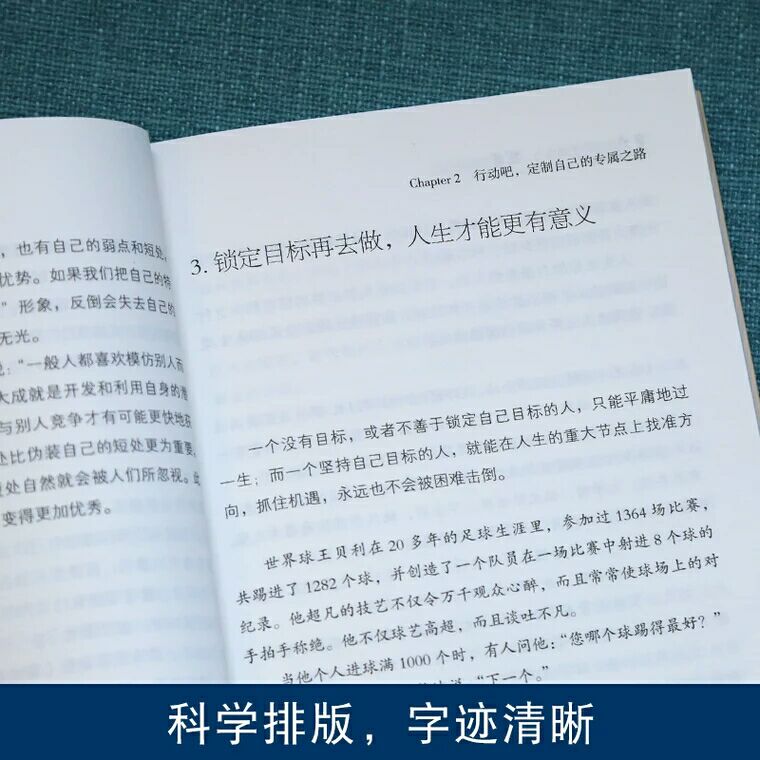 ，也有自己的弱点和短处，
优势。如果我们把自己的特
”形象，反倒会失去自己的
无光。
说：“一般人都喜欢模仿别人而
大成就是开发和利用自身的潜
与别人竞争才有可能更快地获
处比伪装自己的短处更为重要，
短处自然就会被人们所忽视。此
变得更加优秀。
Chapter 2 行动吧，定制自己的专属之路
3. 锁定目标再去做，人生才能更有意义
一个没有目标，或者不善于锁定自己目标的人，只能平庸地过
一生；而一个坚持自己目标的人，就能在人生的重大节点上找准方
向，抓住机遇，永远也不会被困难击倒。
世界球王贝利在 20 多年的足球生涯里，参加过 1364 场比赛，
共踢进了 1282 个球，并创造了一个队员在一场比赛中射进 8 个球的
纪录。他超凡的技艺不仅令万千观众心醉，而且常常使球场上的对
手拍手称绝。他不仅球艺高超，而且谈吐不凡。
当他个人进球满 1000 个时，有人问他：“您哪个球踢得最好？”
说：“下一个。”
科学排版，字迹清晰